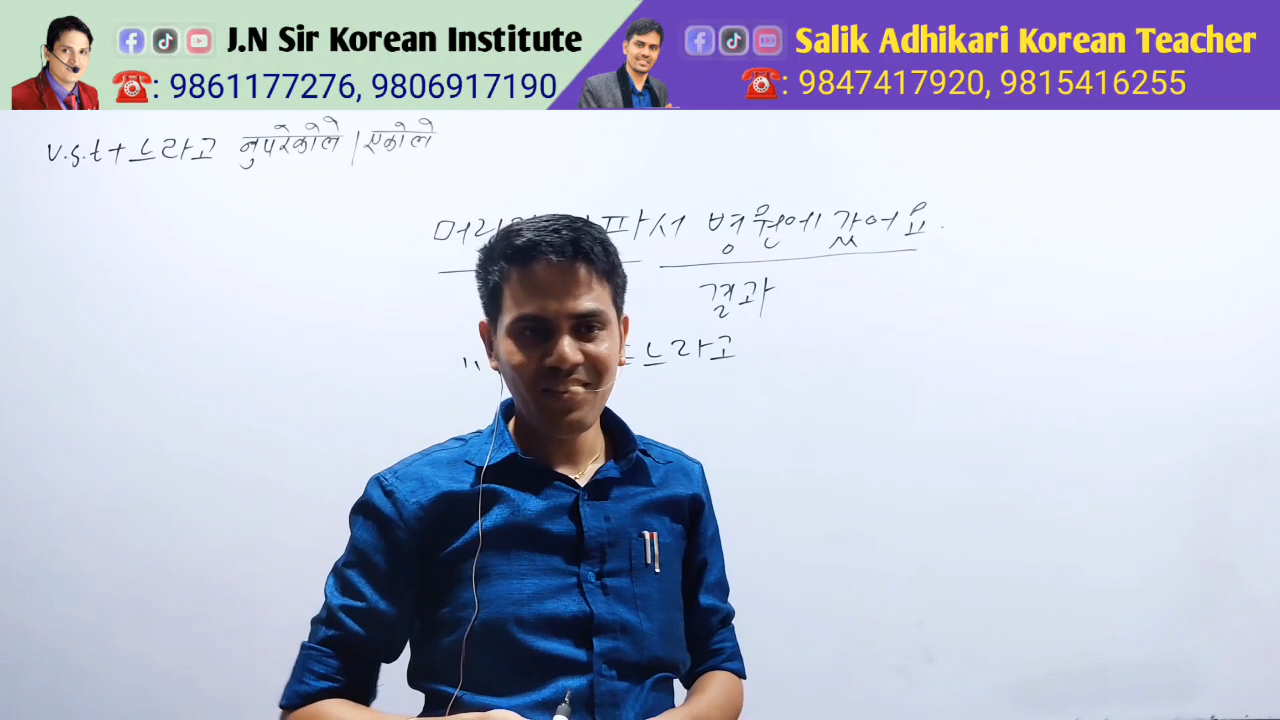 J.N Sir Korean Institute
: 9861177276, 9806917190
Salik Adhikari Korean Teacher
: 9847417920, 9815416255
v.s.t + 느라고 नुपरेकोले / एकोले
파서 병원에 갔어요.
결과
느라고